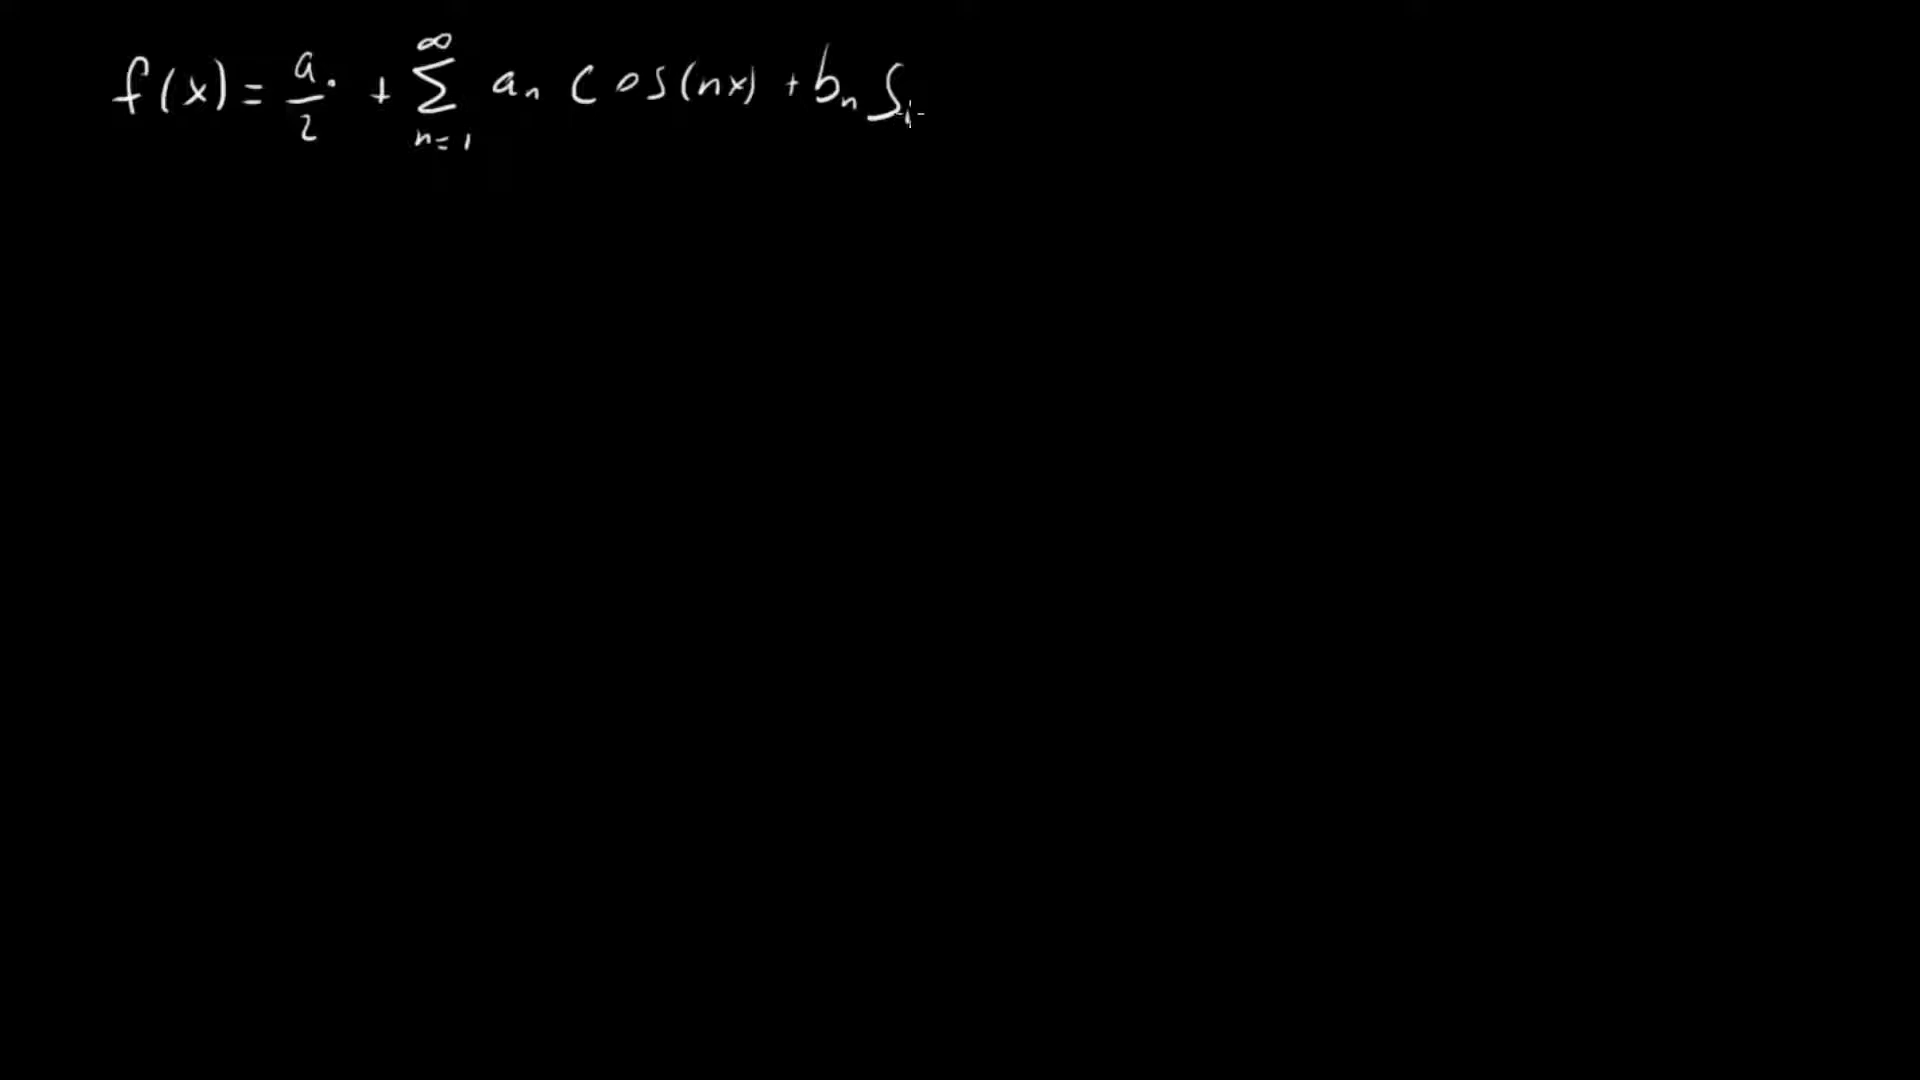 f(x) = a₀/2 + ∑_{n=1}^{∞} aₙ cos(nx) + bₙ s